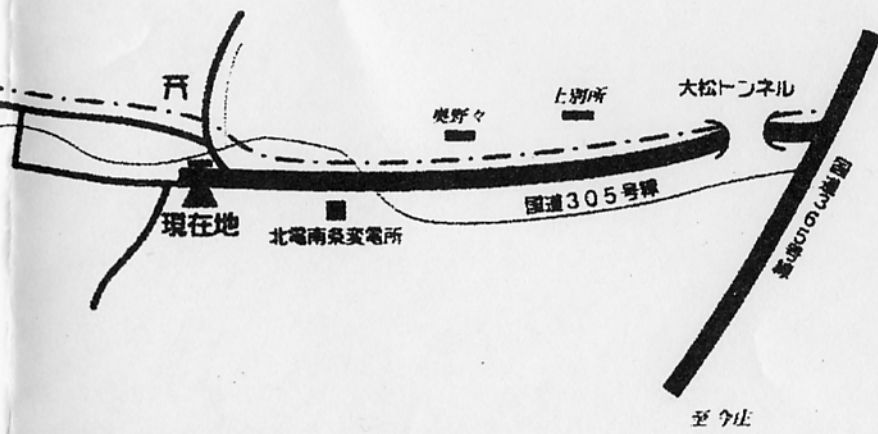 大松トンネル
上別所
奥野々
国道305号線
国道365号線
現在地
北電南条変電所
至 今庄